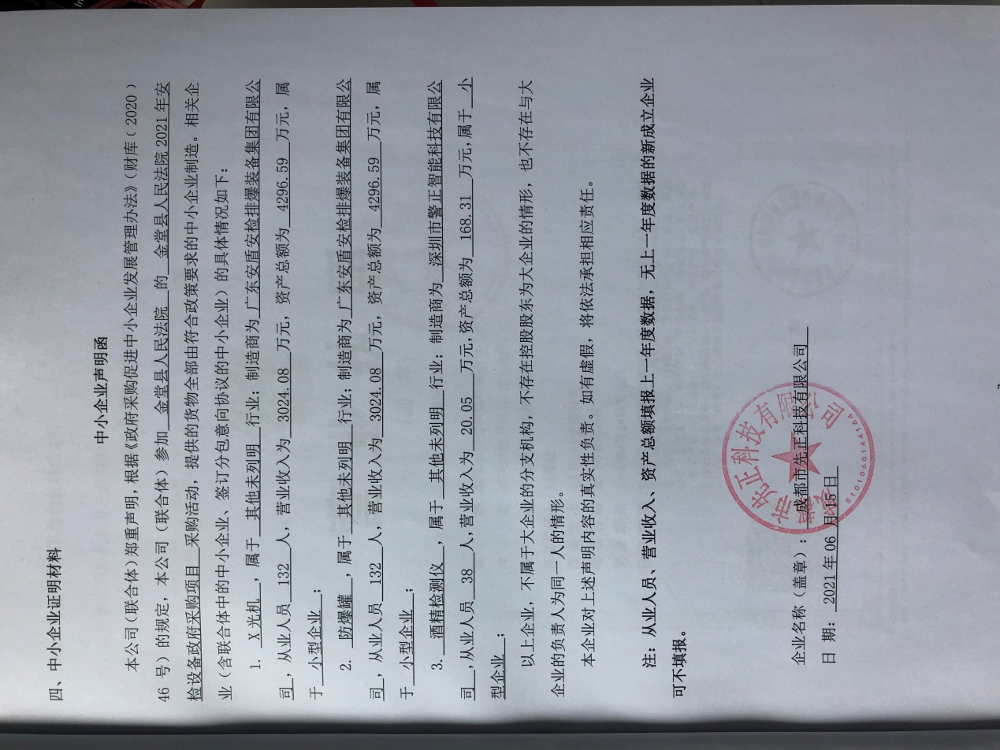 四、中小企业证明材料
中小企业声明函
本公司（联合体）郑重声明，根据《政府采购促进中小企业发展管理办法》（财库﹝2020﹞
46 号）的规定，本公司（联合体）参加 金堂县人民法院 的 金堂县人民法院 2021 年安
检设备政府采购项目 采购活动，提供的货物全部由符合政策要求的中小企业制造。相关企
业（含联合体中的中小企业、签订分包意向协议的中小企业）的具体情况如下：
1. X 光机 ，属于 其他未列明 行业；制造商为 广东安盾安检排爆装备集团有限公
司 ，从业人员 132 人，营业收入为 3024.08 万元，资产总额为 4296.59 万元，属
于 小型企业 ；
2. 防爆罐 ，属于 其他未列明 行业；制造商为 广东安盾安检排爆装备集团有限公
司 ，从业人员 132 人，营业收入为 3024.08 万元，资产总额为 4296.59 万元，属
于 小型企业 ；
3. 酒精检测仪 ，属于 其他未列明 行业；制造商为 深圳市警正智能科技有限公
司 ,从业人员 38 人,营业收入为 20.05 万元,资产总额为 168.31 万元,属于 小
型企业 ；
以上企业，不属于大企业的分支机构，不存在控股股东为大企业的情形，也不存在与大
企业的负责人为同一人的情形。
本企业对上述声明内容的真实性负责。如有虚假，将依法承担相应责任。
注：从业人员、营业收入、资产总额填报上一年度数据，无上一年度数据的新成立企业
可不填报。
企业名称（盖章）： 成都市先正科技有限公司
日 期： 2021 年 06 月 15 日
成都市先正科技有限公司
5101060144164